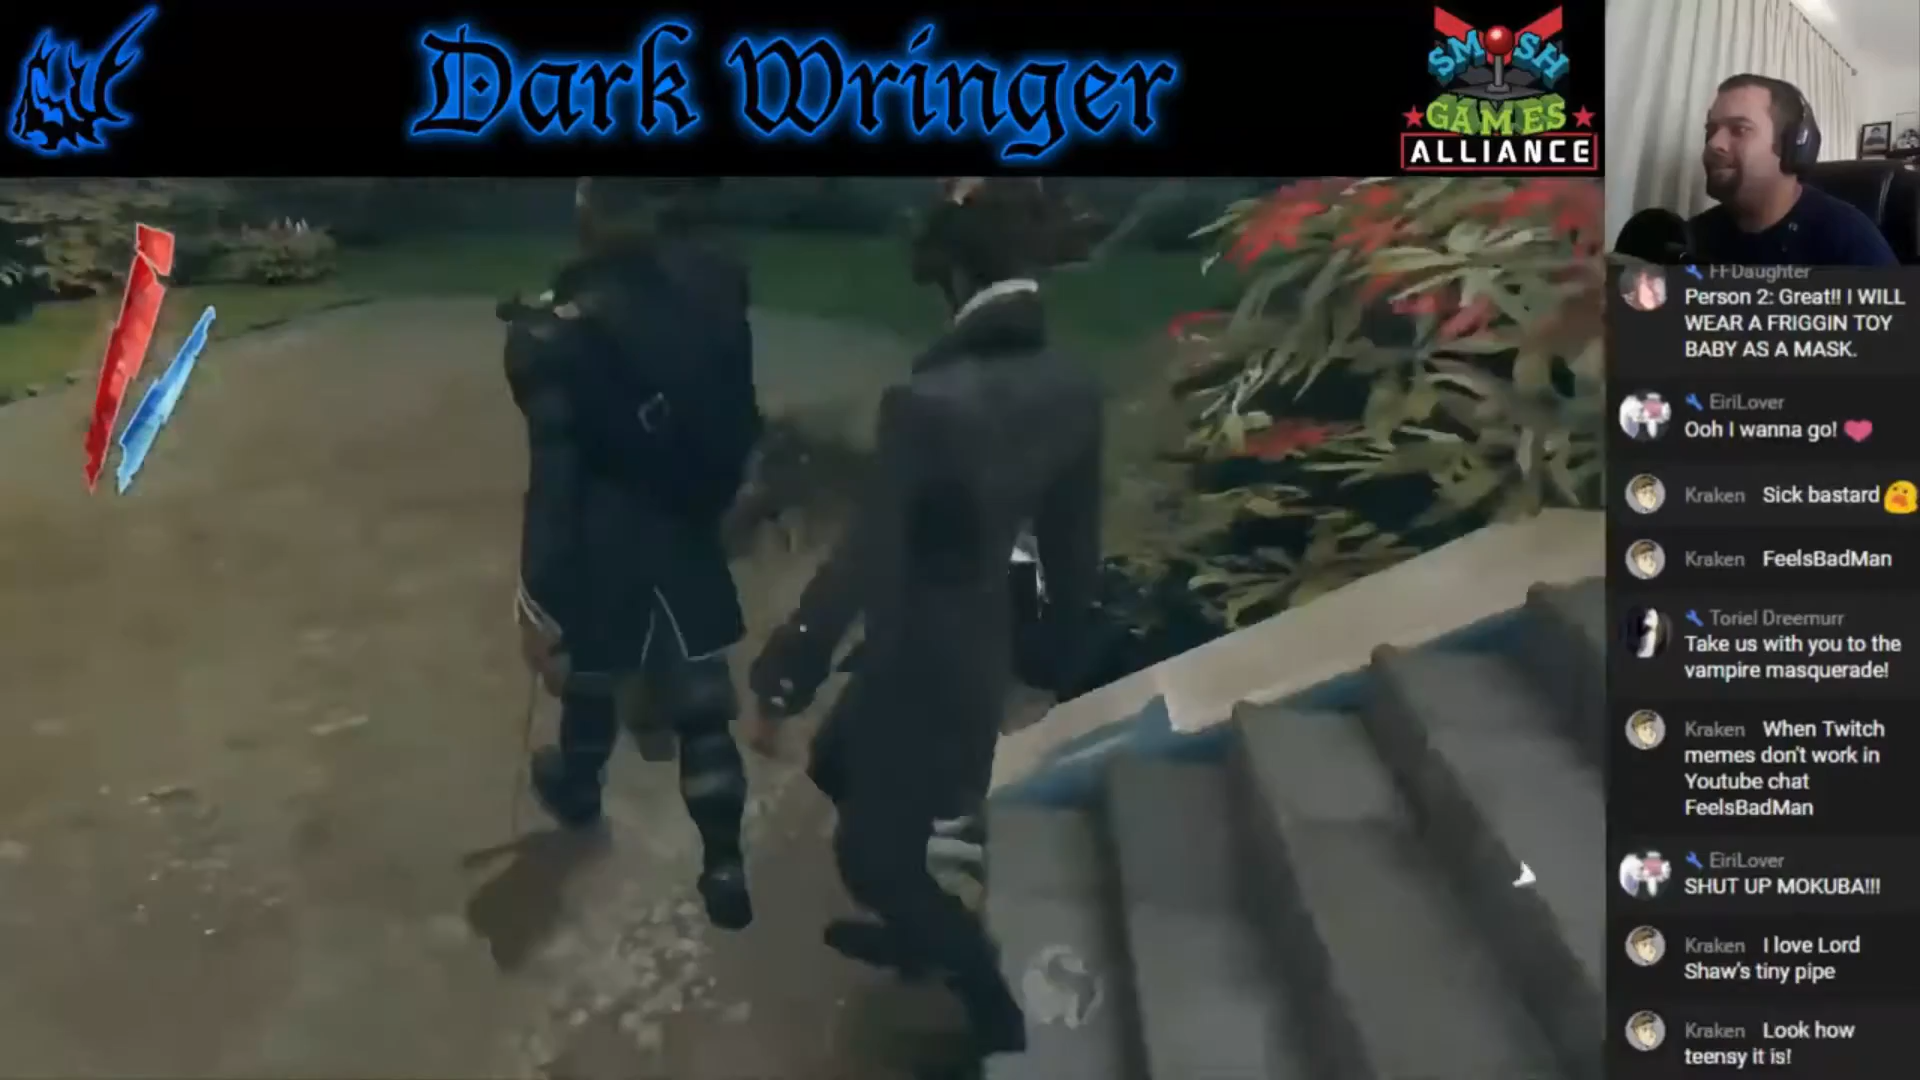 Dark Wringer
SMOSH
GAMES
ALLIANCE
FFDaughter
Person 2: Great!! I WILL
WEAR A FRIGGIN TOY
BABY AS A MASK.
EiriLover
Ooh I wanna go!
Kraken Sick bastard
Kraken FeelsBadMan
Toriel Dreemurr
Take us with you to the
vampire masquerade!
Kraken When Twitch
memes don't work in
Youtube chat
FeelsBadMan
EiriLover
SHUT UP MOKUBA!!!
Kraken I love Lord
Shaw's tiny pipe
Kraken Look how
teensy it is!